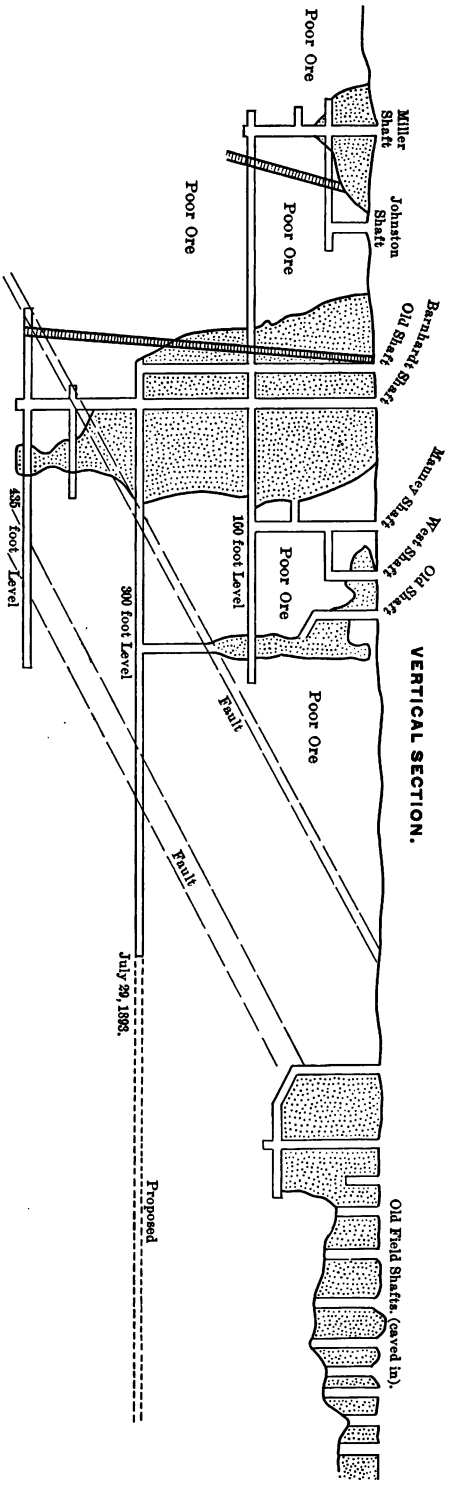 VERTICAL SECTION.
Miller
Shaft
Johnston
Shaft
Barnhardt Shaft
Old Shaft
Manney Shaft
West Shaft
Old Shaft
Old Field Shafts. (caved in).
Poor Ore
Poor Ore
Poor Ore
Poor Ore
Poor Ore
160 foot Level
Fault
300 foot Level
Fault
July 29, 1893.
Proposed
435 foot Level